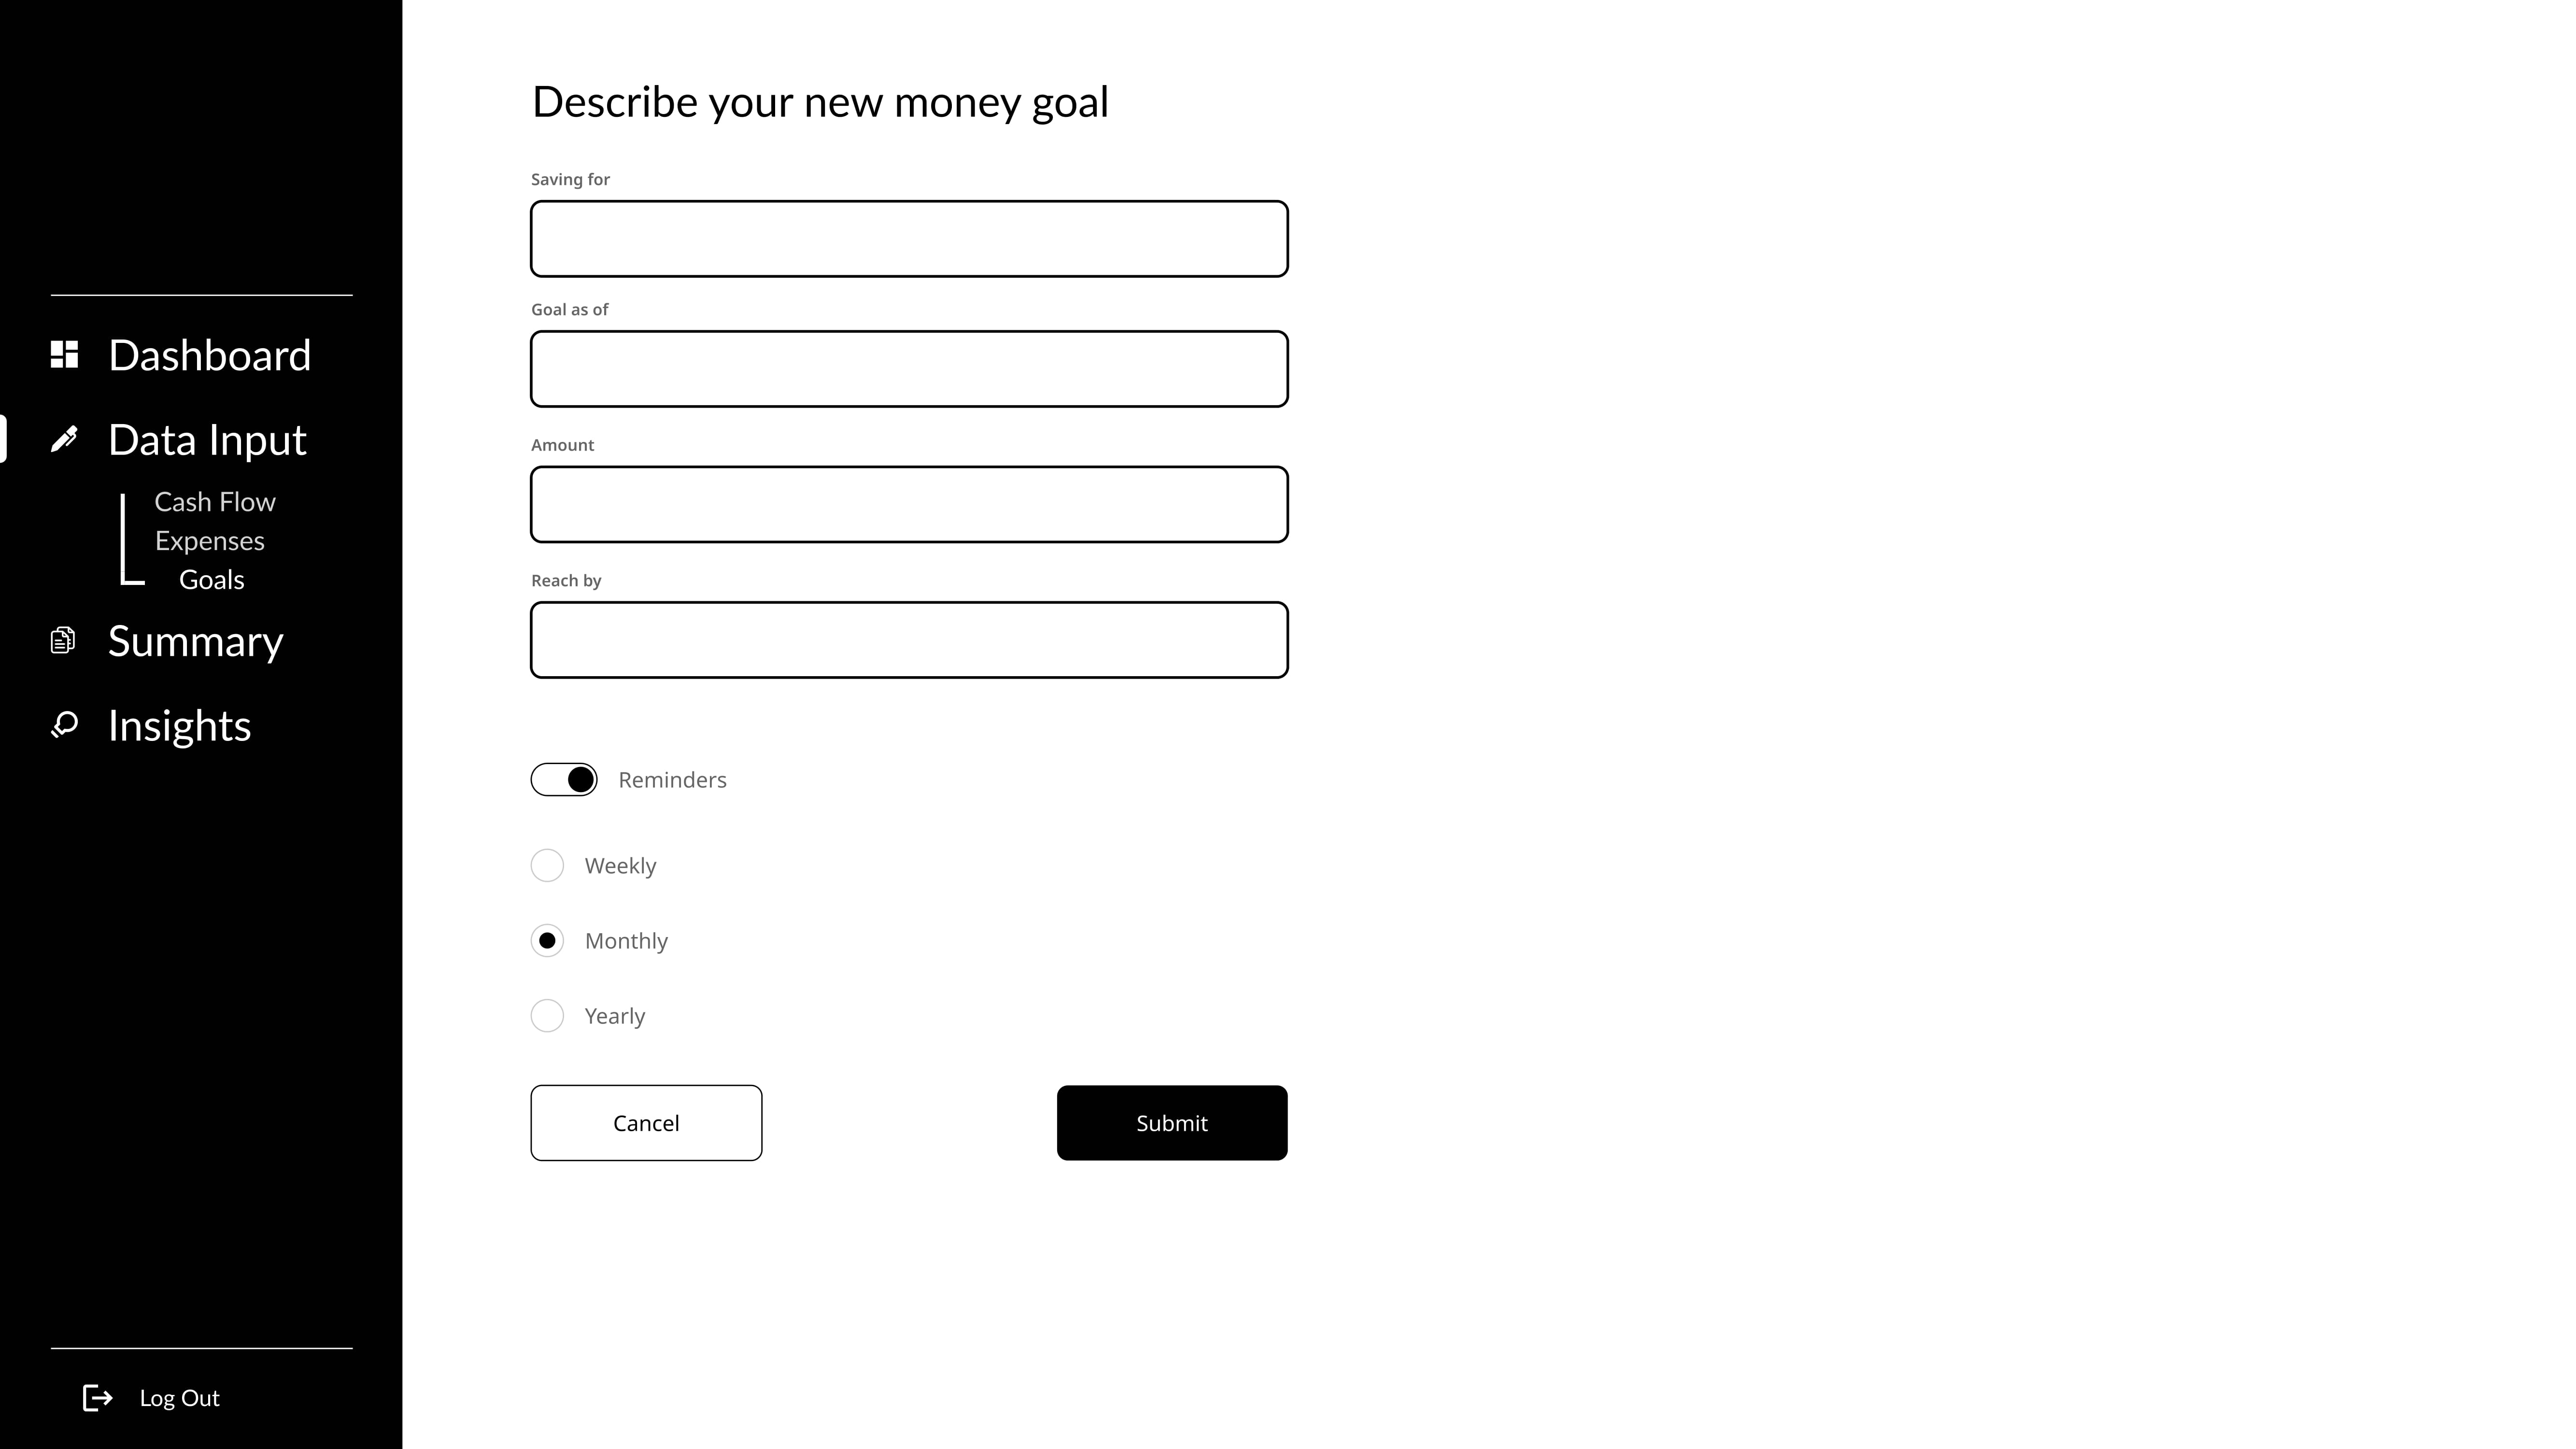 Dashboard
Data Input
Cash Flow
Expenses
Goals
Summary
Insights
Log Out
Describe your new money goal
Saving for
Goal as of
Amount
Reach by
Reminders
Weekly
Monthly
Yearly
Cancel
Submit